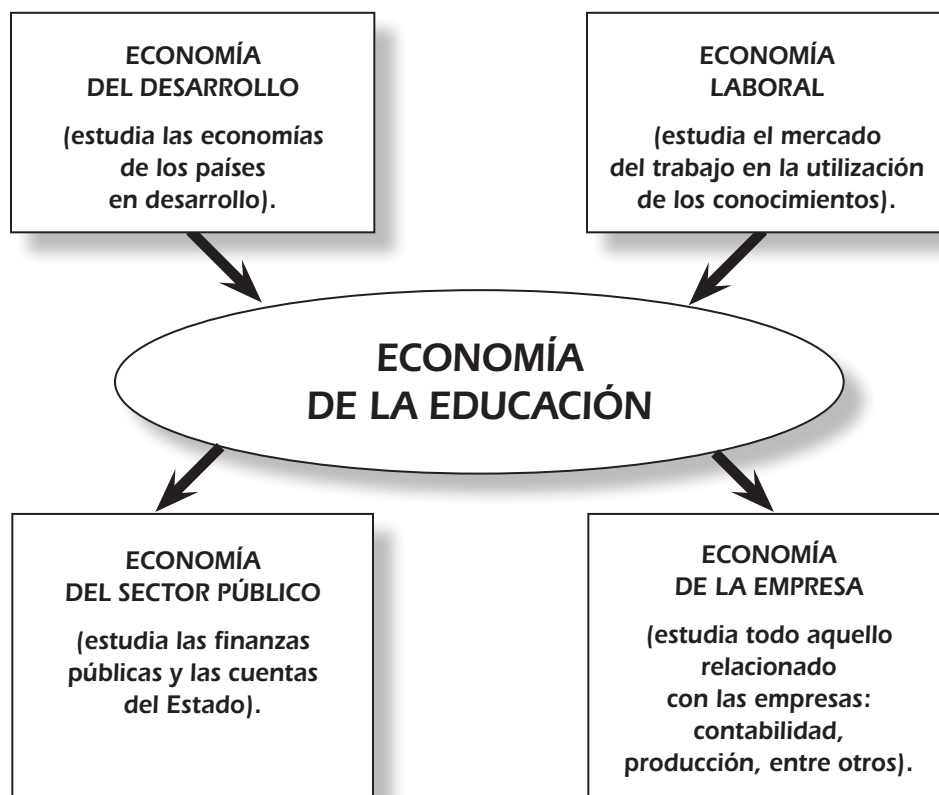 ECONOMÍA
DEL DESARROLLO
(estudia las economías
de los países
en desarrollo).
ECONOMÍA
LABORAL
(estudia el mercado
del trabajo en la utilización
de los conocimientos).
ECONOMÍA
DE LA EDUCACIÓN
ECONOMÍA
DEL SECTOR PÚBLICO
(estudia las finanzas
públicas y las cuentas
del Estado).
ECONOMÍA
DE LA EMPRESA
(estudia todo aquello
relacionado
con las empresas:
contabilidad,
producción, entre otros).